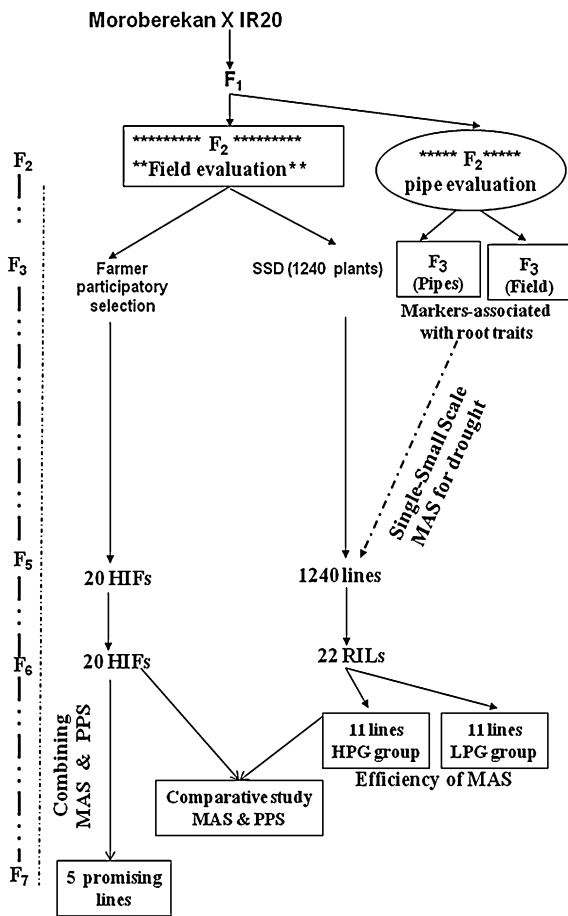 Moroberekan X IR20
F1
********* F2 *********
**Field evaluation**
***** F2 *****
pipe evaluation
F2
F3
Farmer
participatory
selection
SSD (1240 plants)
F3
(Pipes)
F3
(Field)
Markers-associated
with root traits
Single-Small Scale
MAS for drought
F5
20 HIFs
1240 lines
F6
20 HIFs
22 RILs
Combining
MAS & PPS
11 lines
HPG group
11 lines
LPG group
Efficiency of MAS
Comparative study
MAS & PPS
F7
5 promising
lines